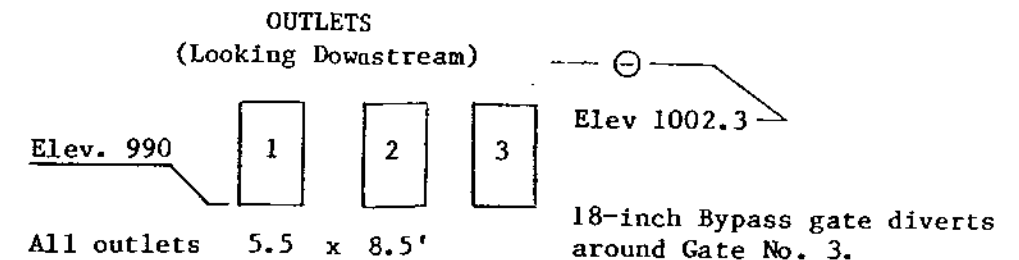 OUTLETS
(Looking Downstream)
Elev 1002.3
Elev. 990
1
2
3
All outlets 5.5 x 8.5'
18-inch Bypass gate diverts
around Gate No. 3.